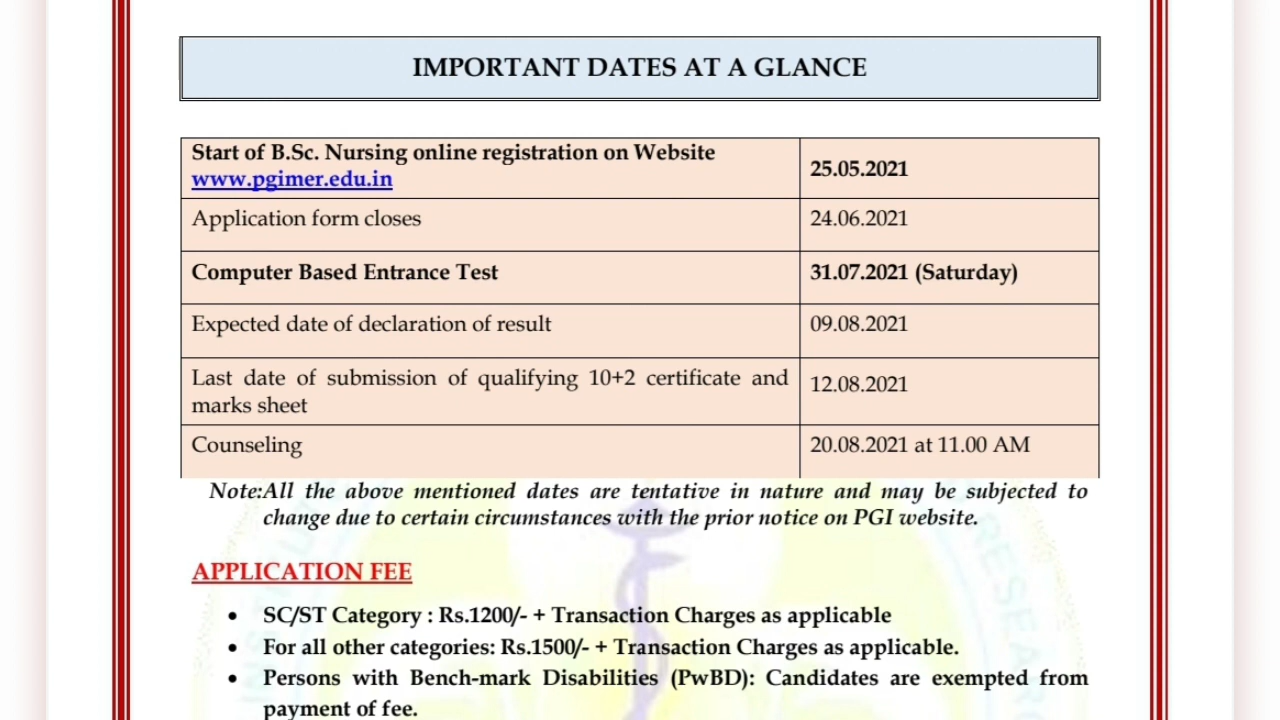 IMPORTANT DATES AT A GLANCE
Start of B.Sc. Nursing online registration on Website
www.pgimer.edu.in
25.05.2021
Application form closes
24.06.2021
Computer Based Entrance Test
31.07.2021 (Saturday)
Expected date of declaration of result
09.08.2021
Last date of submission of qualifying 10+2 certificate and
marks sheet
12.08.2021
Counseling
20.08.2021 at 11.00 AM
Note:All the above mentioned dates are tentative in nature and may be subjected to
change due to certain circumstances with the prior notice on PGI website.
APPLICATION FEE
• SC/ST Category : Rs.1200/- + Transaction Charges as applicable
• For all other categories: Rs.1500/- + Transaction Charges as applicable.
• Persons with Bench-mark Disabilities (PwBD): Candidates are exempted from
payment of fee.